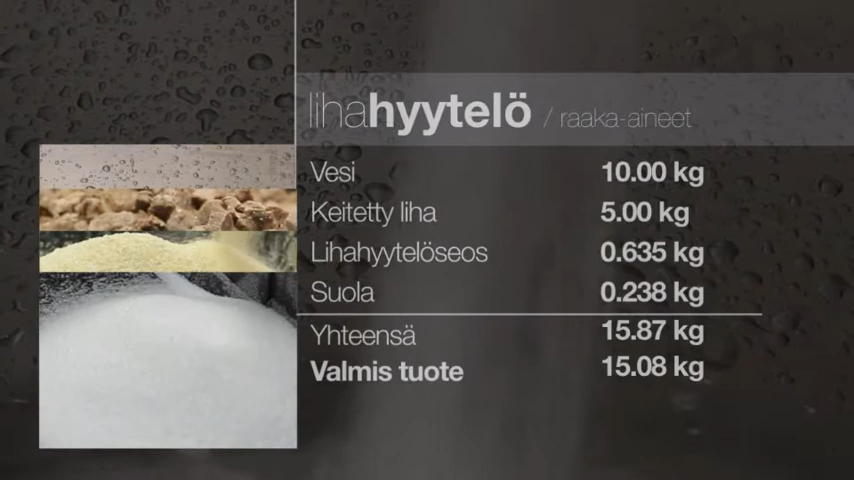 lihahyytelö / raaka-aineet
Vesi 10.00 kg
Keitetty liha 5.00 kg
Lihahyytelöseos 0.635 kg
Suola 0.238 kg
Yhteensä 15.87 kg
Valmis tuote 15.08 kg